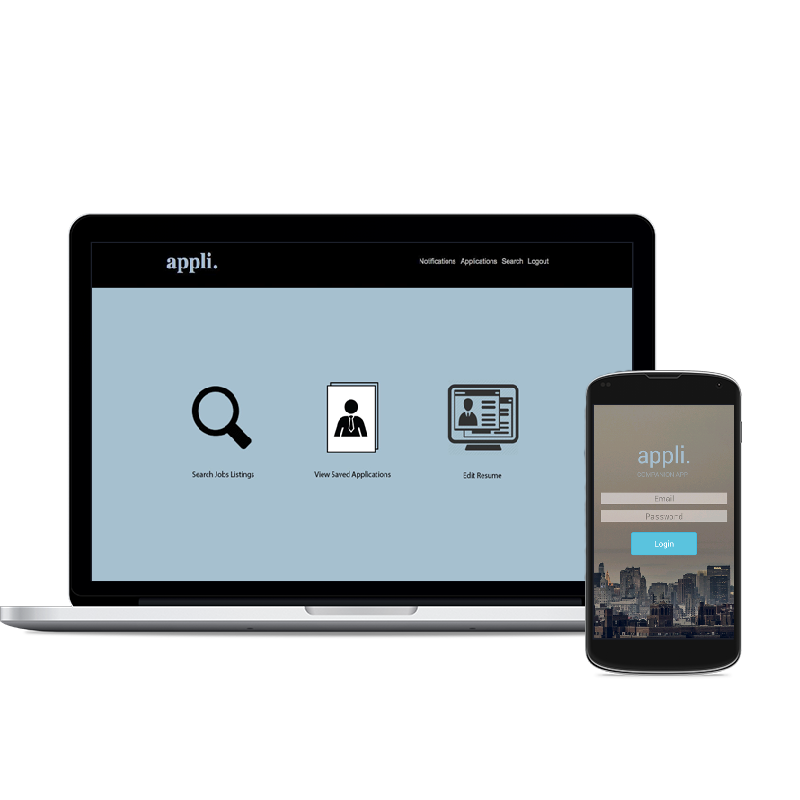 appli.
Notifications Applications Search Logout
Search Jobs Listings
View Saved Applications
Edit Resume
appli.
COMPANION APP
Email
Password
Login